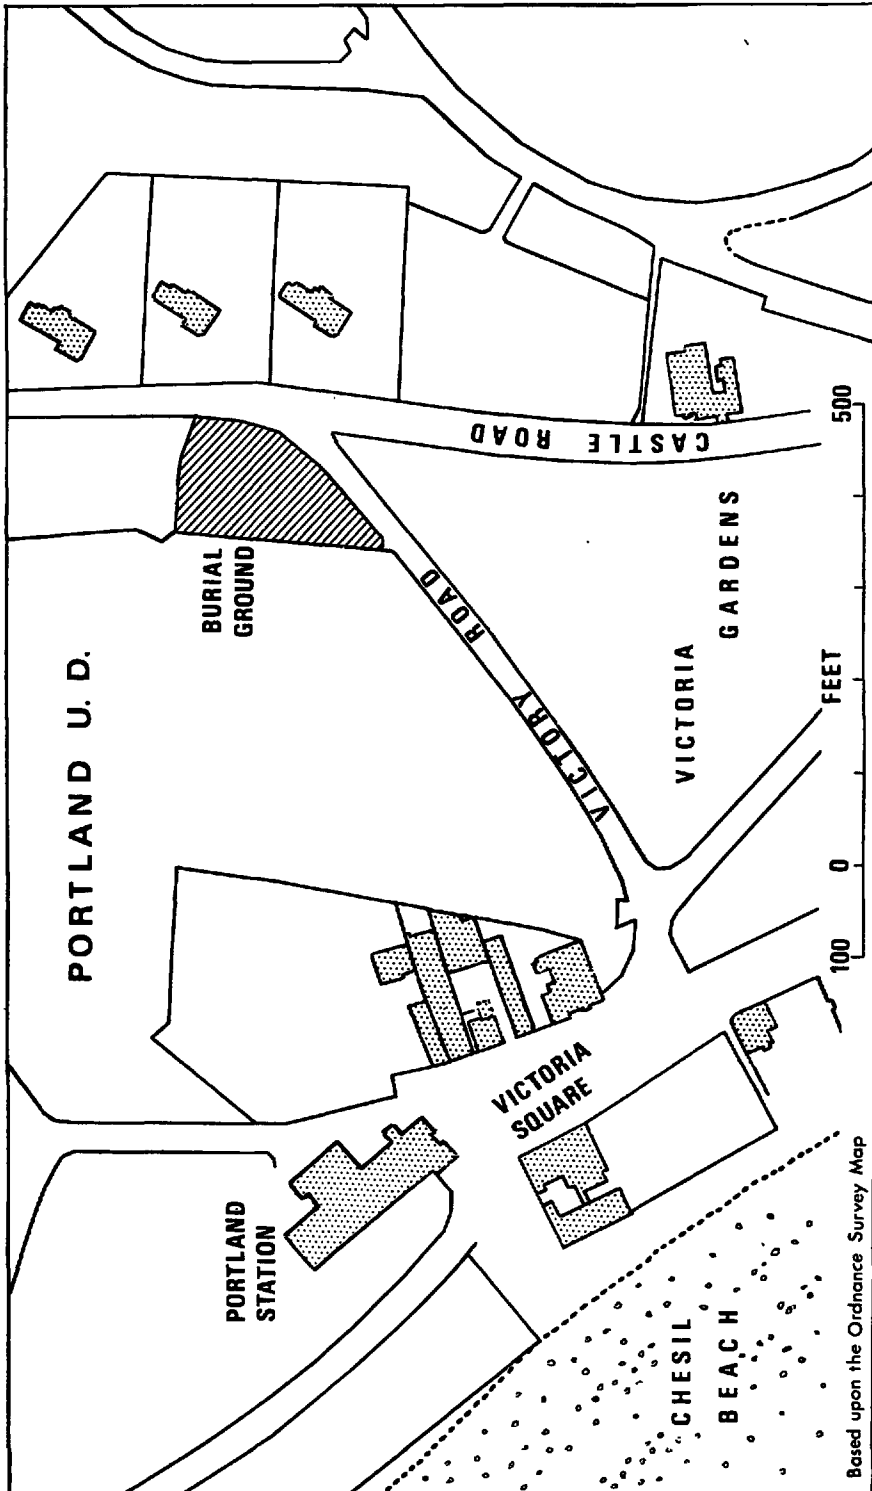 PORTLAND U. D.
BURIAL
GROUND
PORTLAND
STATION
VICTORIA
SQUARE
VICTORY ROAD
CASTLE ROAD
VICTORIA
GARDENS
CHESIL
BEACH
100 0 500
FEET
Based upon the Ordnance Survey Map